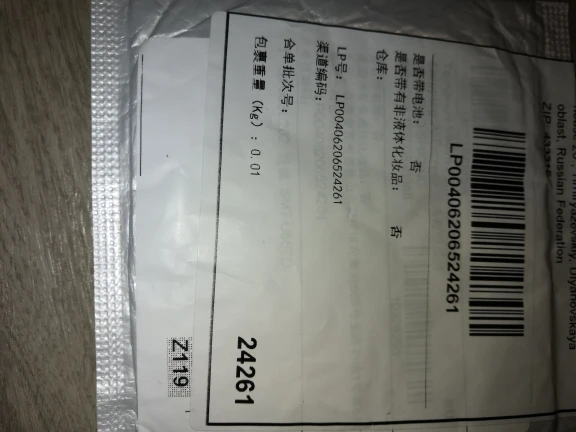 oblast, Russian Federation
LP00406206524261
是否带电池： 否
是否带有非液体化妆品： 否
仓库：
LP号： LP00406206524261
渠道编码：
合单批次号：
包裹重量（Kg）：0.01
24261
Z119